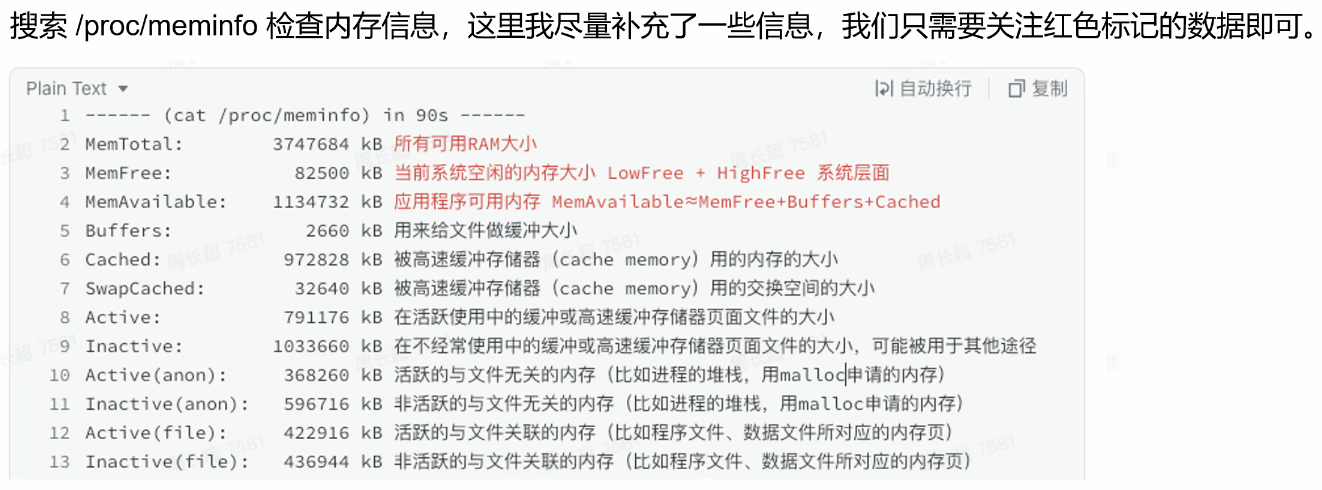 搜索 /proc/meminfo 检查内存信息，这里我尽量补充了一些信息，我们只需要关注红色标记的数据即可。
Plain Text 自动换行 复制
1 ------ (cat /proc/meminfo) in 90s ------
2 MemTotal: 3747684 kB 所有可用RAM大小
3 MemFree: 82500 kB 当前系统空闲的内存大小 LowFree + HighFree 系统层面
4 MemAvailable: 1134732 kB 应用程序可用内存 MemAvailable≈MemFree+Buffers+Cached
5 Buffers: 2660 kB 用来给文件做缓冲大小
6 Cached: 972828 kB 被高速缓冲存储器（cache memory）用的内存的大小
7 SwapCached: 32640 kB 被高速缓冲存储器（cache memory）用的交换空间的大小
8 Active: 791176 kB 在活跃使用中的缓冲或高速缓冲存储器页面文件的大小
9 Inactive: 1033660 kB 在不经常使用中的缓冲或高速缓冲存储器页面文件的大小，可能被用于其他途径
10 Active(anon): 368260 kB 活跃的与文件无关的内存（比如进程的堆栈，用malloc申请的内存）
11 Inactive(anon): 596716 kB 非活跃的与文件无关的内存（比如进程的堆栈，用malloc申请的内存）
12 Active(file): 422916 kB 活跃的与文件关联的内存（比如程序文件、数据文件所对应的内存页）
13 Inactive(file): 436944 kB 非活跃的与文件关联的内存（比如程序文件、数据文件所对应的内存页）
周长超 7581